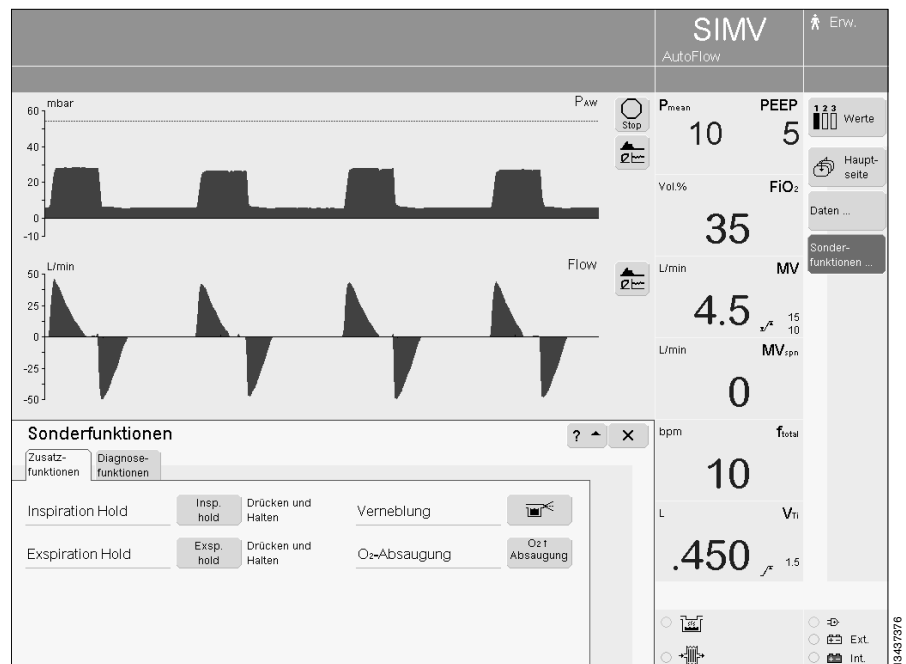 SIMV
AutoFlow
Erw.
mbar
PAW
60
40
20
0
-10
Stop
L/min
Flow
50
25
0
-25
-50
Pmean PEEP
10 5
Vol.% FiO2
35
L/min MV
4.5 15
10
L/min MVspn
0
bpm ftotal
10
L VTi
.450 1.5
1 2 3 Werte
Haupt-
seite
Daten ...
Sonder-
funktionen ...
Sonderfunktionen
?
Zusatz-
funktionen
Diagnose-
funktionen
Inspiration Hold
Insp.
hold
Drücken und
Halten
Verneblung
Exspiration Hold
Exsp.
hold
Drücken und
Halten
O2-Absaugung
O2↑
Absaugung
Ext.
Int.